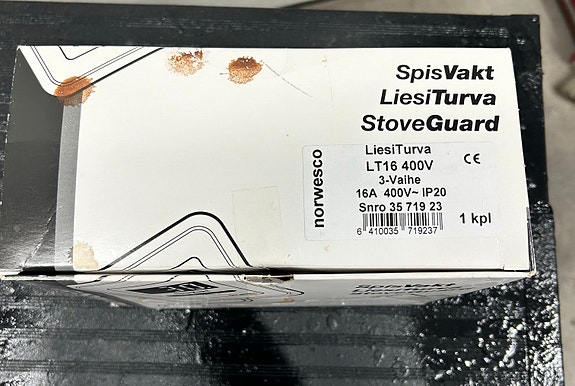 SpisVakt
LiesiTurva
StoveGuard
norwesco
LiesiTurva
LT16 400V
3-Vaihe
16A 400V~ IP20
Snro 35 719 23
6 410035 719237
1 kpl
CE
SpisVakt